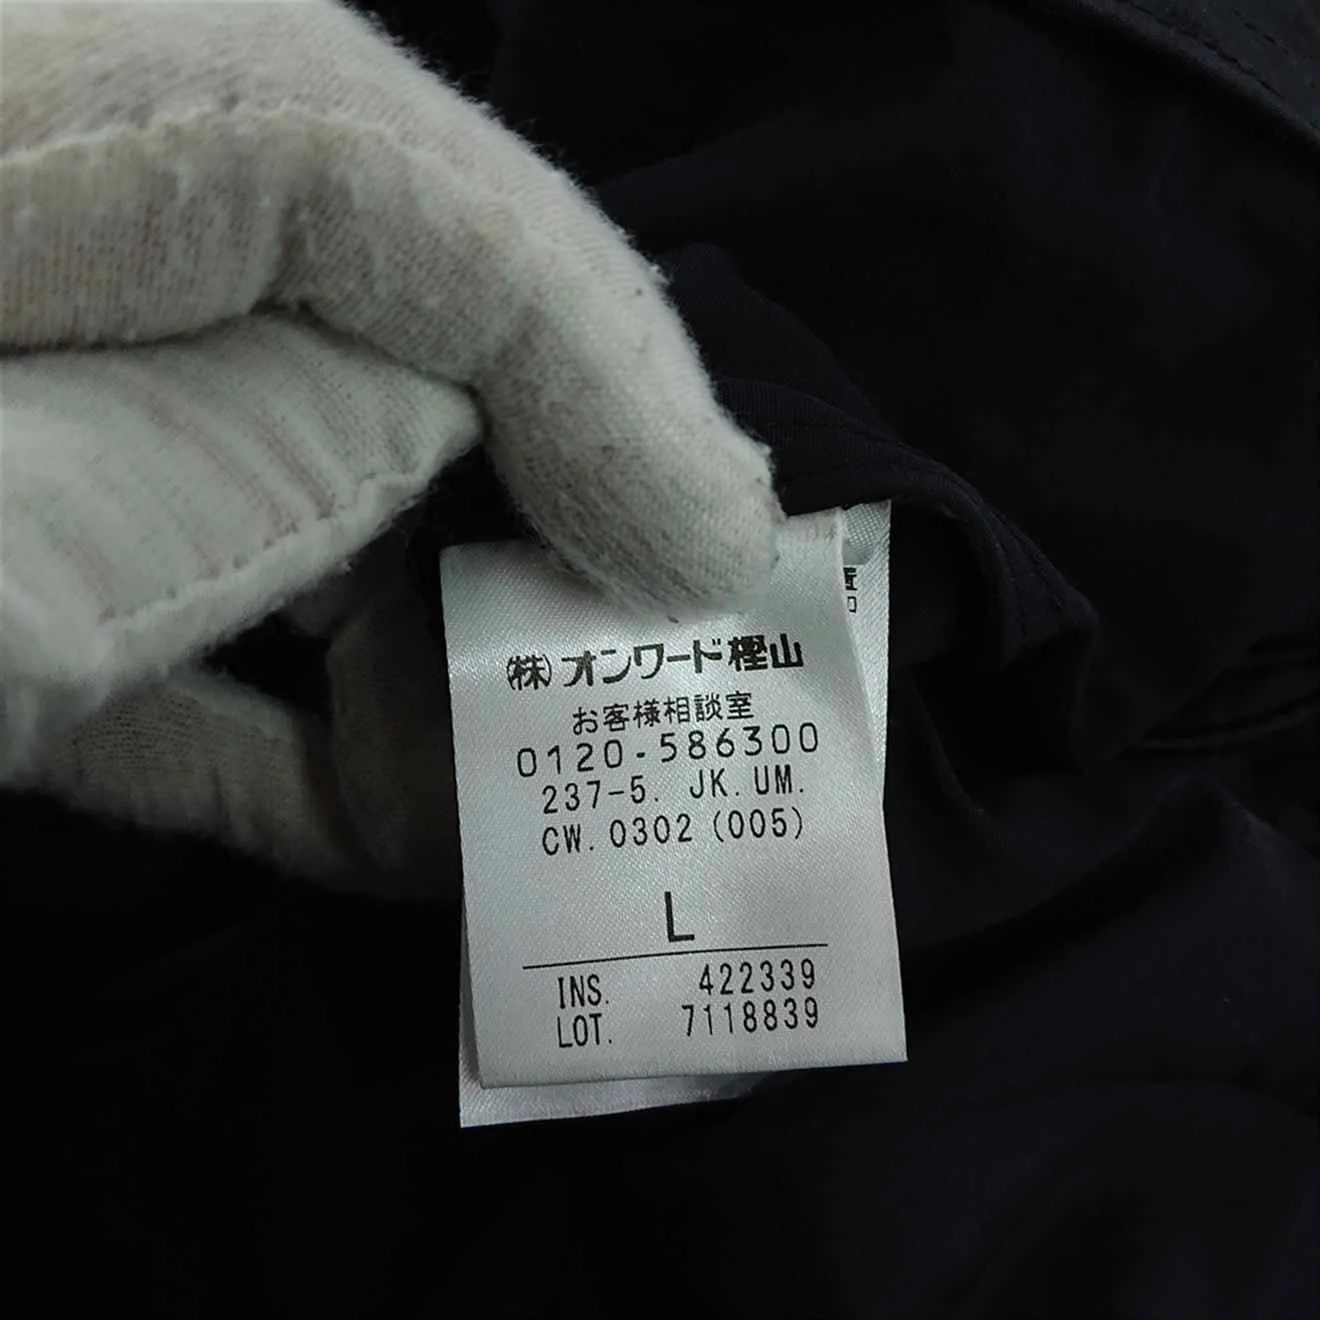 (株)オンワード樫山
お客様相談室
0120-586300
237-5. JK.UM.
CW.0302(005)
L
INS. 422339
LOT. 7118839